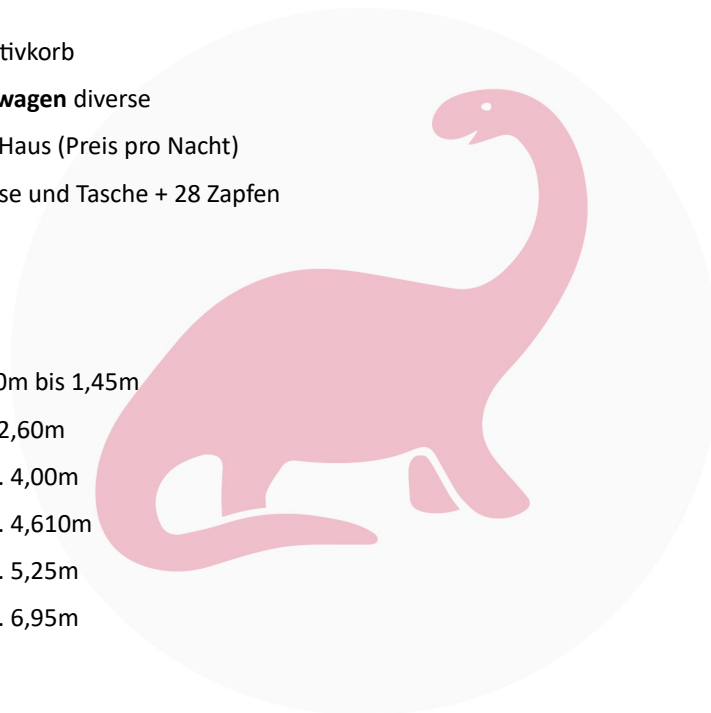 tivkorb
wagen diverse
Haus (Preis pro Nacht)
se und Tasche + 28 Zapfen
0m bis 1,45m
2,60m
. 4,00m
. 4,610m
. 5,25m
. 6,95m